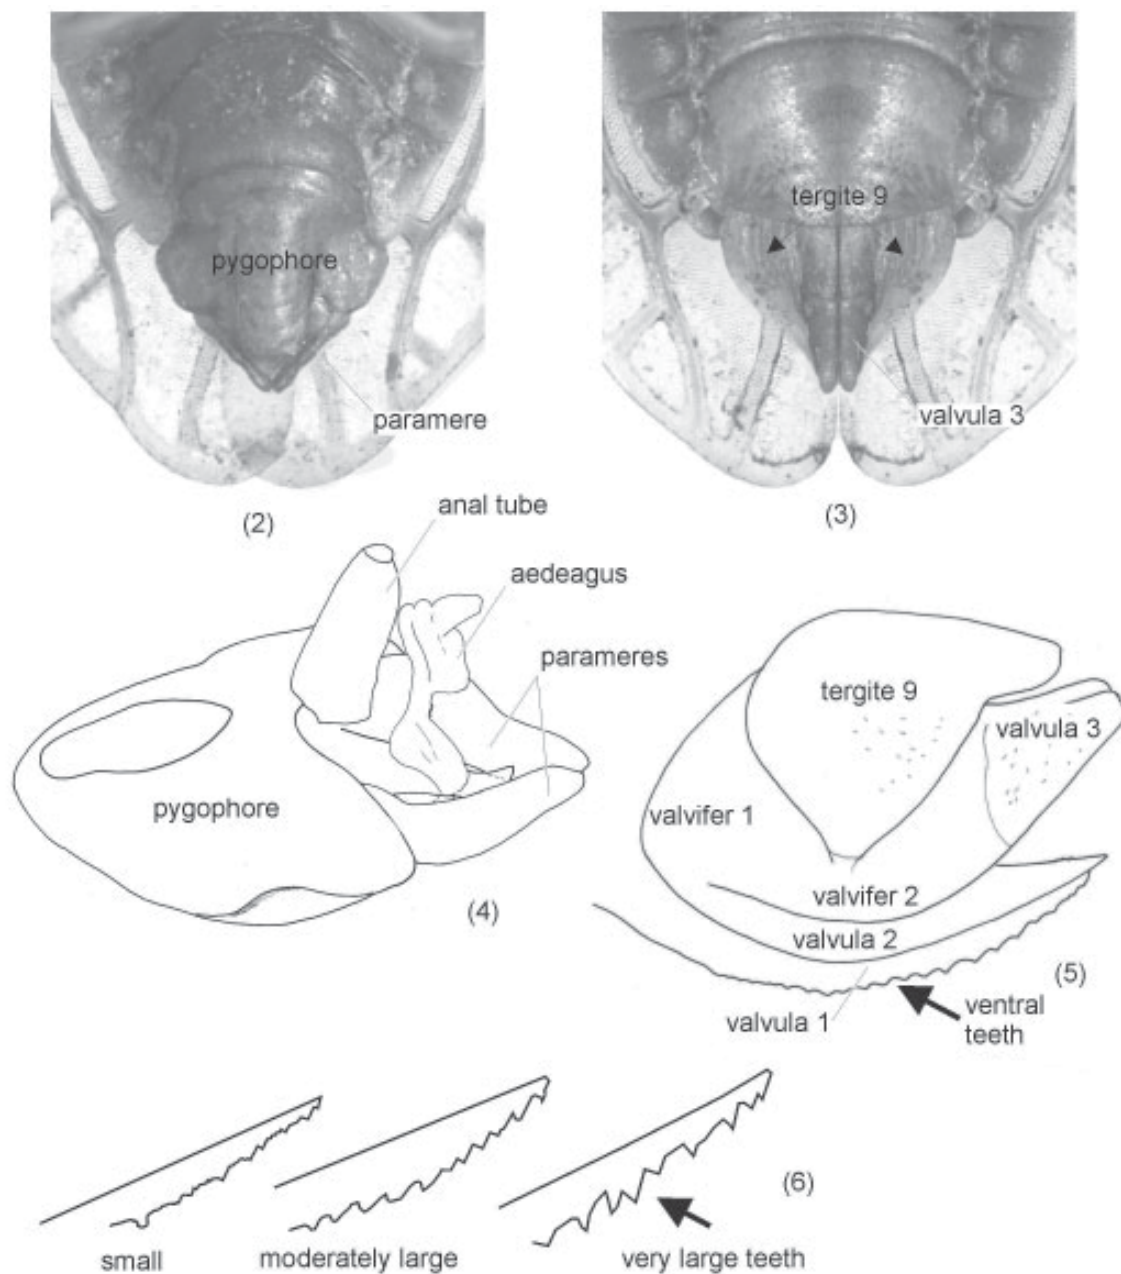 pygophore
paramere
(2)
tergite 9
valvula 3
(3)
anal tube
aedeagus
parameres
pygophore
(4)
tergite 9
valvula 3
valvifer 1
valvifer 2
valvula 2
valvula 1
(5)
ventral
teeth
small
moderately large
very large teeth
(6)